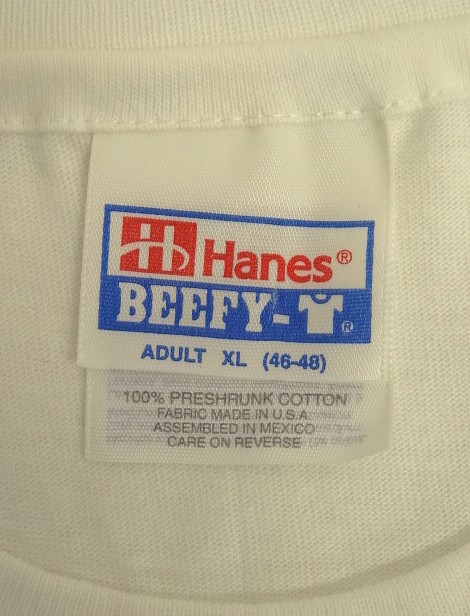 Hanes®
BEEFY-T®
ADULT XL (46-48)
100% PRESHRUNK COTTON
FABRIC MADE IN U.S.A.
ASSEMBLED IN MEXICO
CARE ON REVERSE